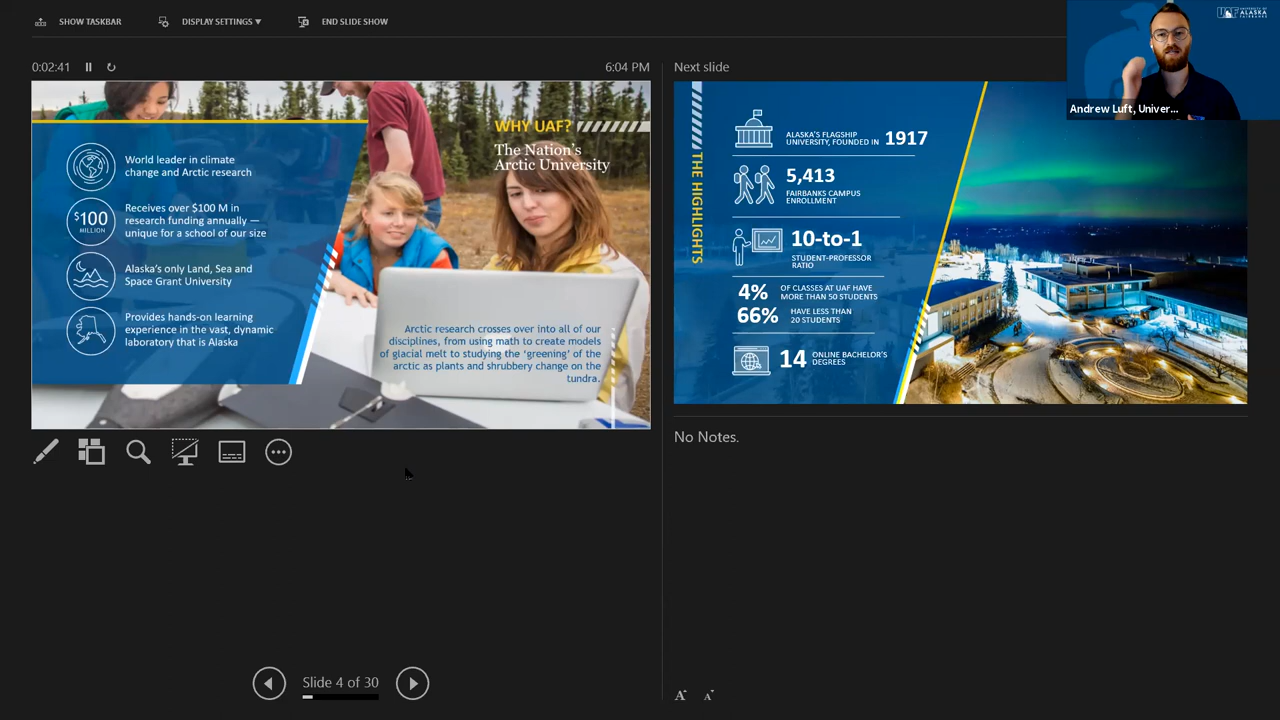 SHOW TASKBAR
DISPLAY SETTINGS ▼
END SLIDE SHOW
UAF UNIVERSITY OF
ALASKA
FAIRBANKS
Andrew Luft, Univer...
0:02:41
6:04 PM
Next slide
WHY UAF?
The Nation's
Arctic University
World leader in climate
change and Arctic research
$100
MILLION
Receives over $100 M in
research funding annually —
unique for a school of our size
Alaska's only Land, Sea and
Space Grant University
Provides hands-on learning
experience in the vast, dynamic
laboratory that is Alaska
Arctic research crosses over into all of our
disciplines, from using math to create models
of glacial melt to studying the 'greening' of the
arctic as plants and shrubbery change on the
tundra.
THE HIGHLIGHTS
ALASKA'S FLAGSHIP
UNIVERSITY, FOUNDED IN 1917
5,413
FAIRBANKS CAMPUS
ENROLLMENT
10-to-1
STUDENT-PROFESSOR
RATIO
4% OF CLASSES AT UAF HAVE
MORE THAN 50 STUDENTS
66% HAVE LESS THAN
20 STUDENTS
14 ONLINE BACHELOR'S
DEGREES
No Notes.
Slide 4 of 30
A A